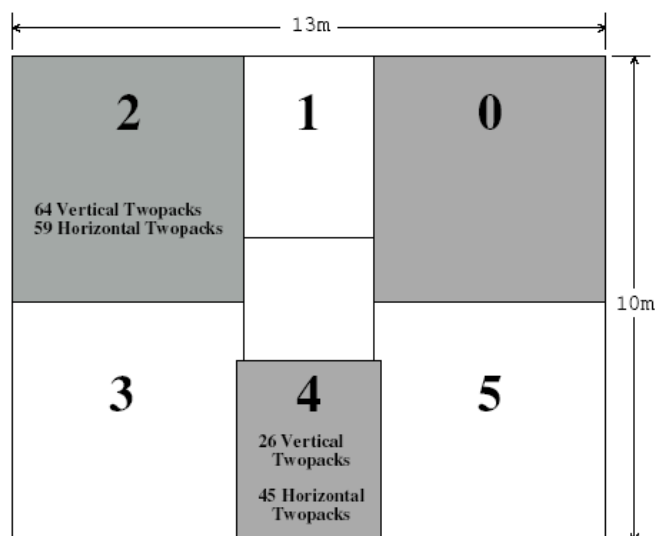 13m
2
1
0
64 Vertical Twopacks
59 Horizontal Twopacks
10m
3
4
5
26 Vertical
Twopacks
45 Horizontal
Twopacks